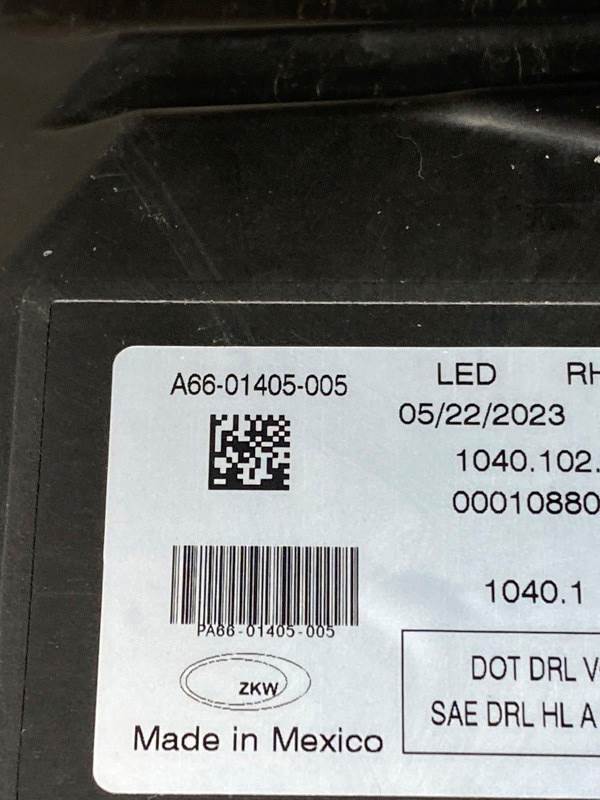 A66-01405-005
LED RH
05/22/2023
1040.102.
00010880
1040.1
PA66-01405-005
ZKW
Made in Mexico
DOT DRL V
SAE DRL HL A